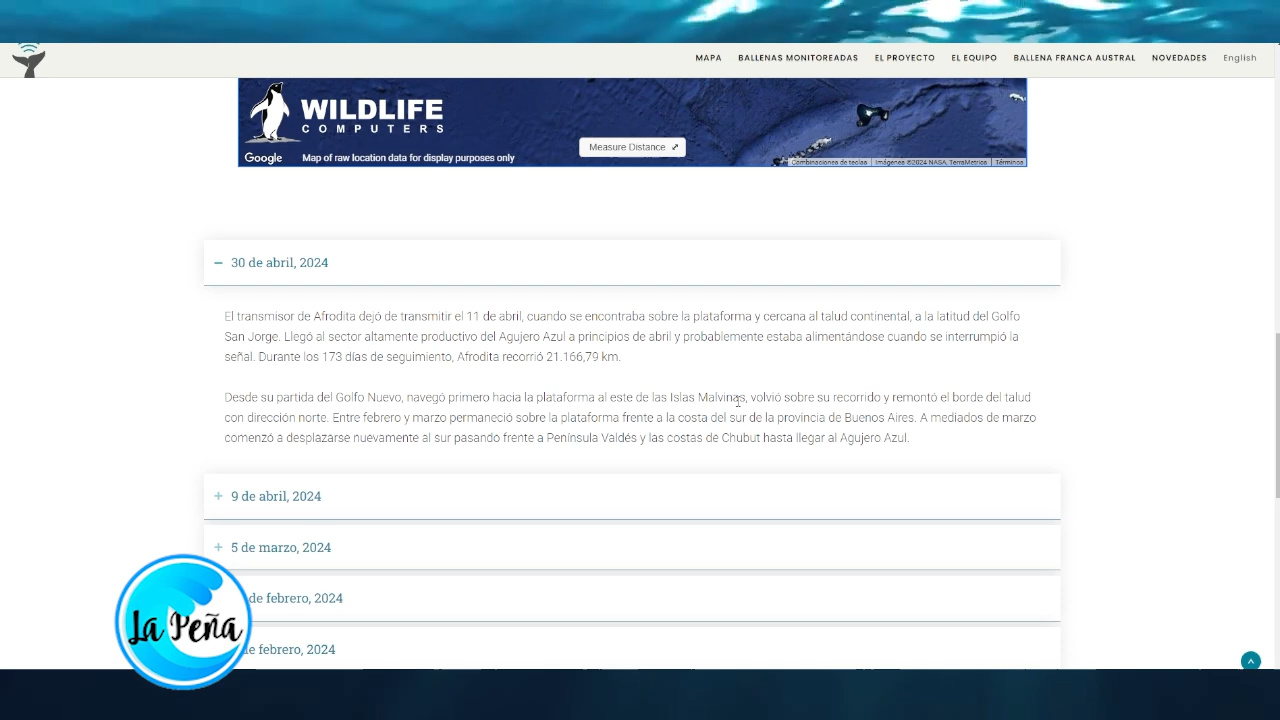 MAPA BALLENAS MONITOREADAS EL PROYECTO EL EQUIPO BALLENA FRANCA AUSTRAL NOVEDADES English
WILDLIFE
COMPUTERS
Measure Distance
Google Map of raw location data for display purposes only
Combinaciones de teclas Imágenes ©2024 NASA, TerraMetrics Términos
30 de abril, 2024
El transmisor de Afrodita dejó de transmitir el 11 de abril, cuando se encontraba sobre la plataforma y cercana al talud continental, a la latitud del Golfo
San Jorge. Llegó al sector altamente productivo del Agujero Azul a principios de abril y probablemente estaba alimentándose cuando se interrumpió la
señal. Durante los 173 días de seguimiento, Afrodita recorrió 21.166,79 km.
Desde su partida del Golfo Nuevo, navegó primero hacia la plataforma al este de las Islas Malvinas, volvió sobre su recorrido y remontó el borde del talud
con dirección norte. Entre febrero y marzo permaneció sobre la plataforma frente a la costa del sur de la provincia de Buenos Aires. A mediados de marzo
comenzó a desplazarse nuevamente al sur pasando frente a Península Valdés y las costas de Chubut hasta llegar al Agujero Azul.
9 de abril, 2024
5 de marzo, 2024
de febrero, 2024
de febrero, 2024
La Peña